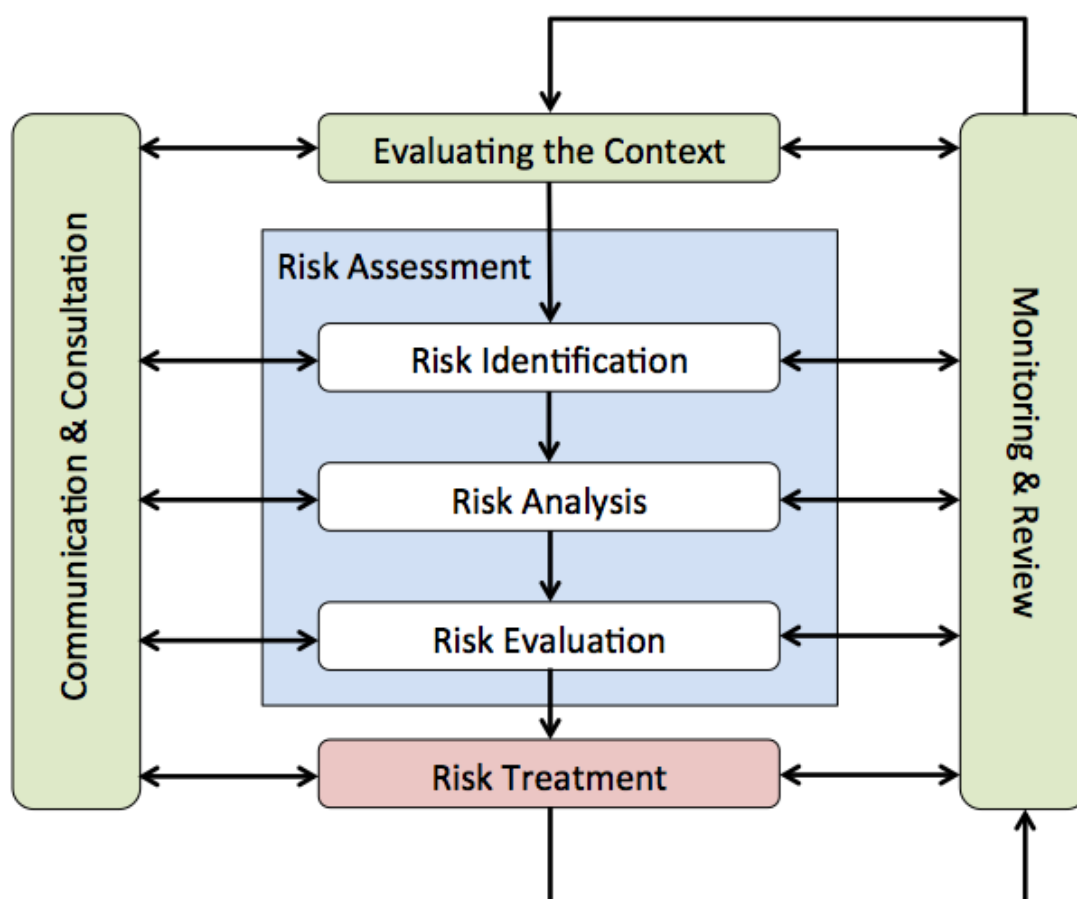 Evaluating the Context
Communication & Consultation
Risk Assessment
Monitoring & Review
Risk Identification
Risk Analysis
Risk Evaluation
Risk Treatment